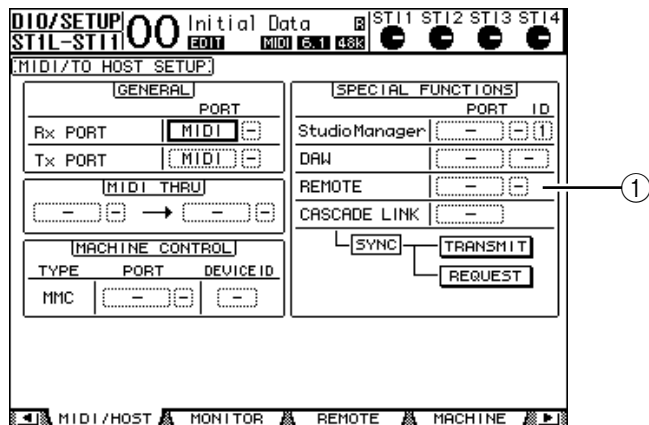 DIO/SETUP 00 Initial Data R ST1 ST2 ST3 ST4
ST1L-ST1 EDIT MIDI 6.1 48k
MIDI/TO HOST SETUP
GENERAL
PORT
Rx PORT MIDI -
Tx PORT MIDI -
MIDI THRU
- - → - -
MACHINE CONTROL
TYPE PORT DEVICE ID
MMC - - -
SPECIAL FUNCTIONS
PORT ID
StudioManager - - 1
DAW - -
REMOTE - - 1
CASCADE LINK -
SYNC TRANSMIT
REQUEST
MIDI/HOST MONITOR REMOTE MACHINE